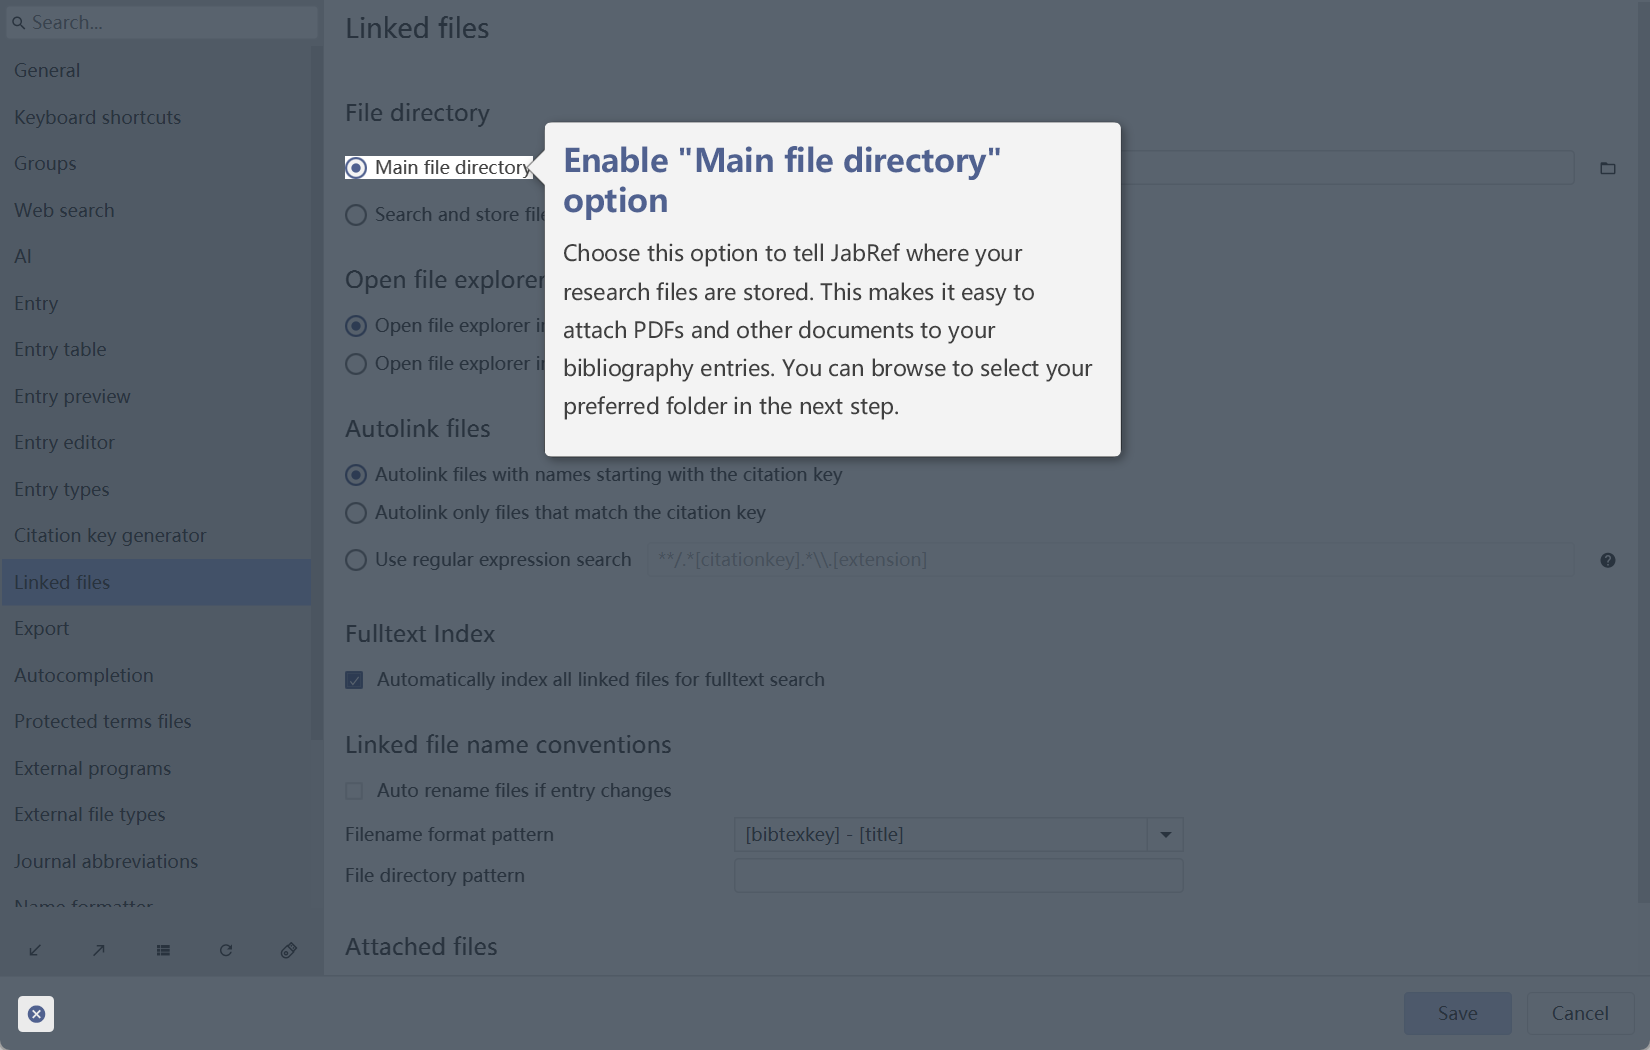 Search...
General
Keyboard shortcuts
Groups
Web search
AI
Entry
Entry table
Entry preview
Entry editor
Entry types
Citation key generator
Linked files
Export
Autocompletion
Protected terms files
External programs
External file types
Journal abbreviations
Name formatter
Linked files
File directory
Main file directory
Search and store file
Open file explorer
Open file explorer in
Open file explorer in
Enable "Main file directory"
option
Choose this option to tell JabRef where your
research files are stored. This makes it easy to
attach PDFs and other documents to your
bibliography entries. You can browse to select your
preferred folder in the next step.
Autolink files
Autolink files with names starting with the citation key
Autolink only files that match the citation key
Use regular expression search **/.*[citationkey].*\\.[extension]
Fulltext Index
Automatically index all linked files for fulltext search
Linked file name conventions
Auto rename files if entry changes
Filename format pattern [bibtexkey] - [title]
File directory pattern
Attached files
Save Cancel